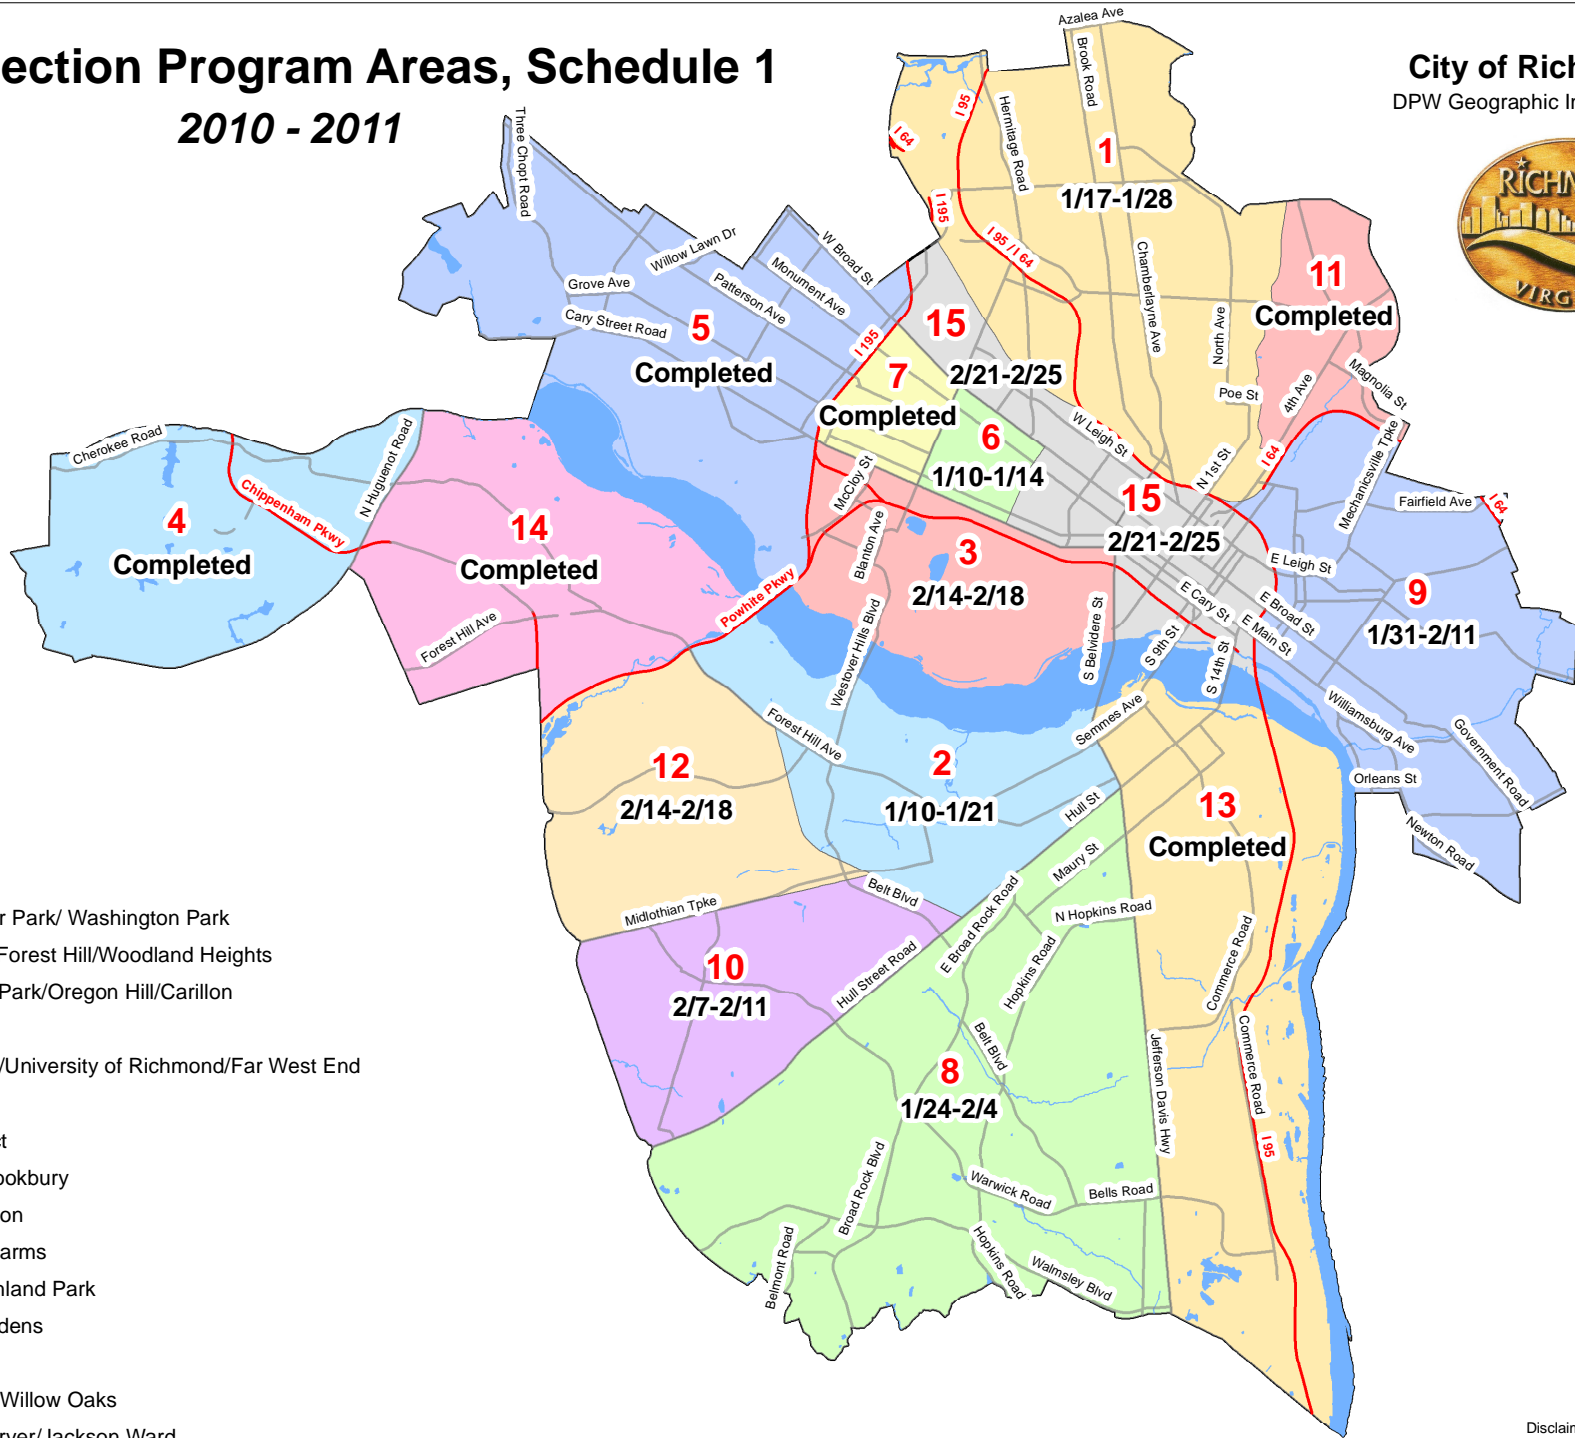 ection Program Areas, Schedule 1
2010 - 2011
City of Rich
DPW Geographic In
RICHM
VIRG
Azalea Ave
Brook Road
I 95
Hermitage Road
I 64
1
1/17-1/28
I 195
I 95 / I 64
Chamberlayne Ave
North Ave
Poe St
11
Completed
4th Ave
Magnolia St
Three Chopt Road
Willow Lawn Dr
W Broad St
Monument Ave
Patterson Ave
Grove Ave
Cary Street Road
5
Completed
I 195
15
2/21-2/25
7
Completed
6
1/10-1/14
W Leigh St
N 1st St
I 64
Mechanicsville Tpke
Fairfield Ave
I 64
Cherokee Road
N Huguenot Road
Chippenham Pkwy
4
Completed
14
Completed
Forest Hill Ave
Powhite Pkwy
McCloy St
Blanton Ave
3
2/14-2/18
15
2/21-2/25
E Leigh St
E Cary St
E Broad St
E Main St
9
1/31-2/11
S Belvidere St
S 9th St
S 14th St
Westover Hills Blvd
Forest Hill Ave
Semmes Ave
Williamsburg Ave
Government Road
Orleans St
Newton Road
12
2/14-2/18
2
1/10-1/21
Hull St
13
Completed
Maury St
Belt Blvd
Midlothian Tpke
E Broad Rock Road
N Hopkins Road
Hopkins Road
Hull Street Road
10
2/7-2/11
Commerce Road
Commerce Road
Belt Blvd
8
1/24-2/4
Jefferson Davis Hwy
I 95
Broad Rock Blvd
Warwick Road
Bells Road
Belmont Road
Hopkins Road
Walmsley Blvd
r Park/ Washington Park
Forest Hill/Woodland Heights
Park/Oregon Hill/Carillon
/University of Richmond/Far West End
ct
ookbury
on
arms
hland Park
dens
Willow Oaks
rver/Jackson Ward
Disclaim